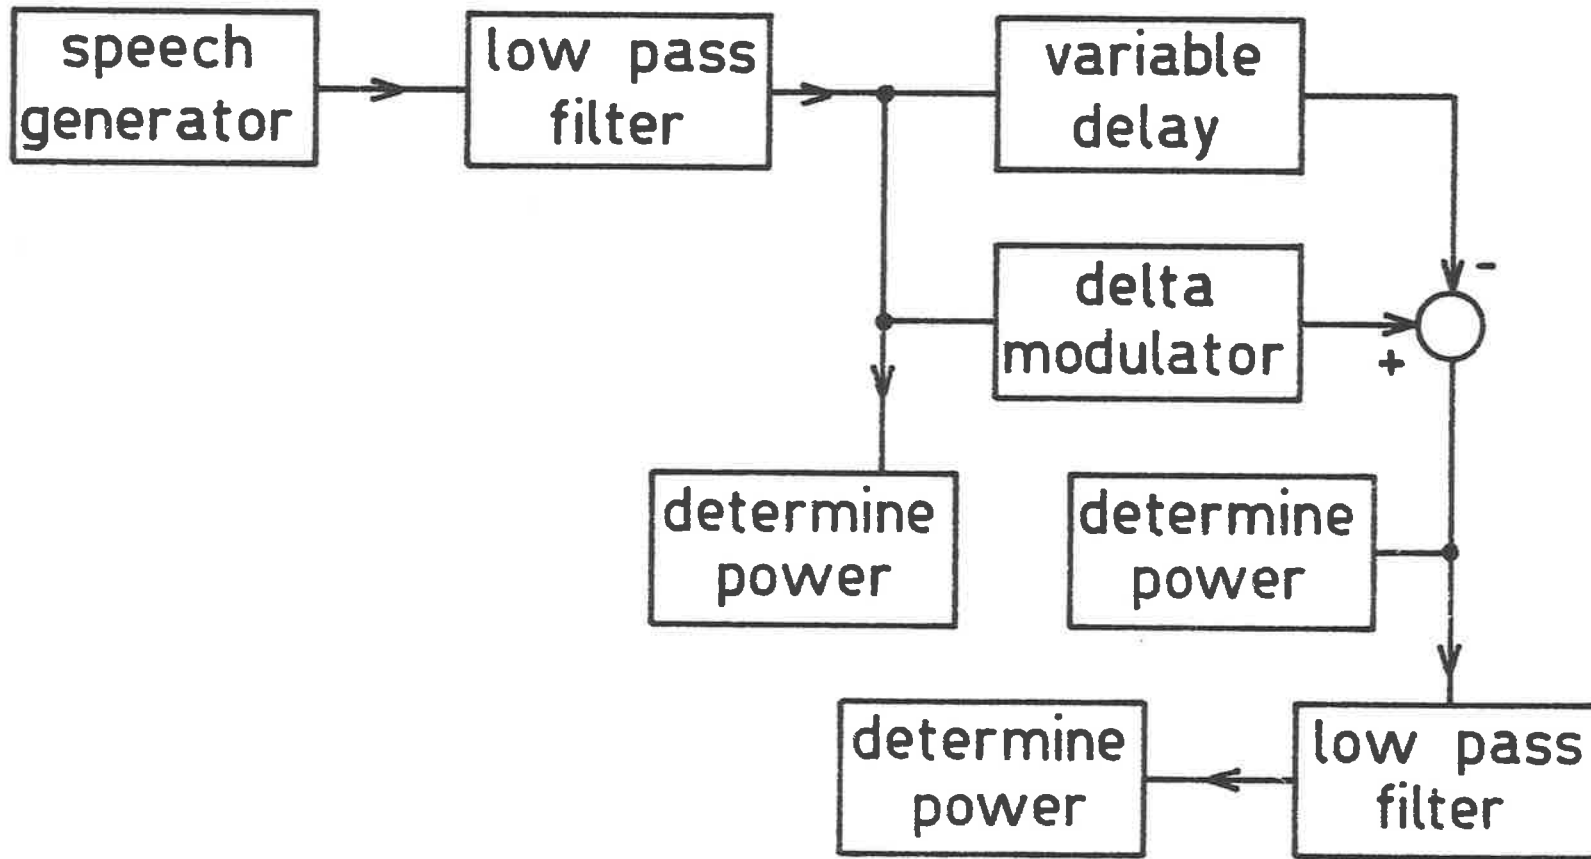 speech
generator
low pass
filter
variable
delay
-
delta
modulator
+
determine
power
determine
power
determine
power
low pass
filter